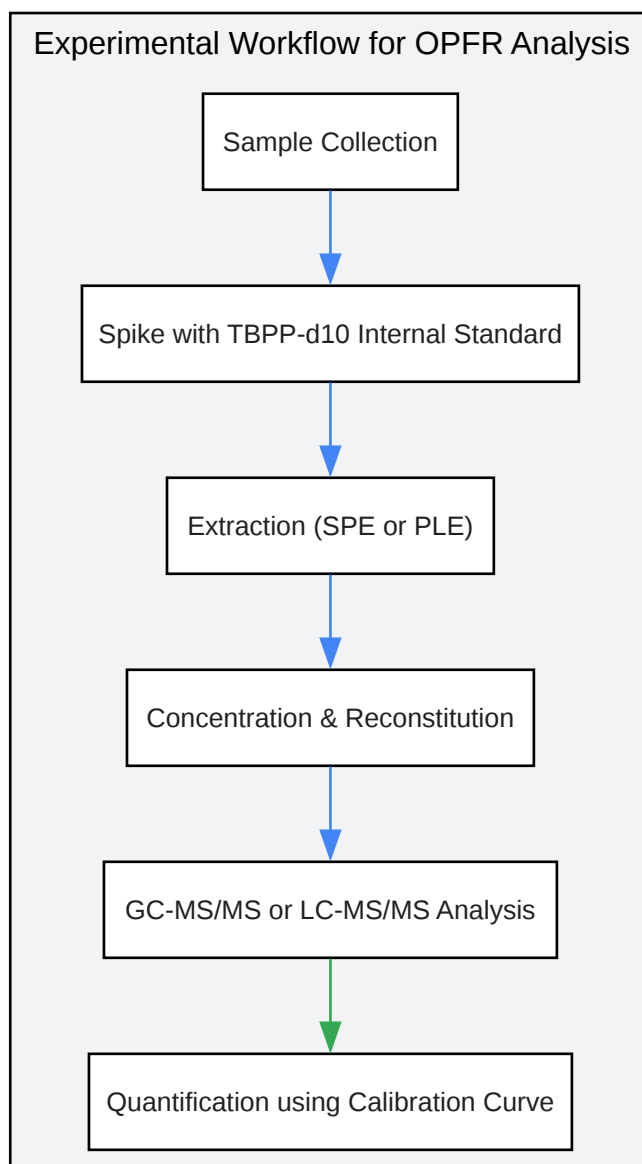 Experimental Workflow for OPFR Analysis
Sample Collection
Spike with TBPP-d10 Internal Standard
Extraction (SPE or PLE)
Concentration & Reconstitution
GC-MS/MS or LC-MS/MS Analysis
Quantification using Calibration Curve